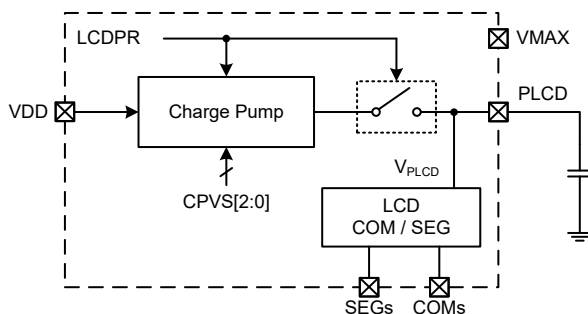 LCDPR
VMAX
VDD
Charge Pump
PLCD
CPVS[2:0]
VPLCD
LCD
COM / SEG
SEGs
COMs